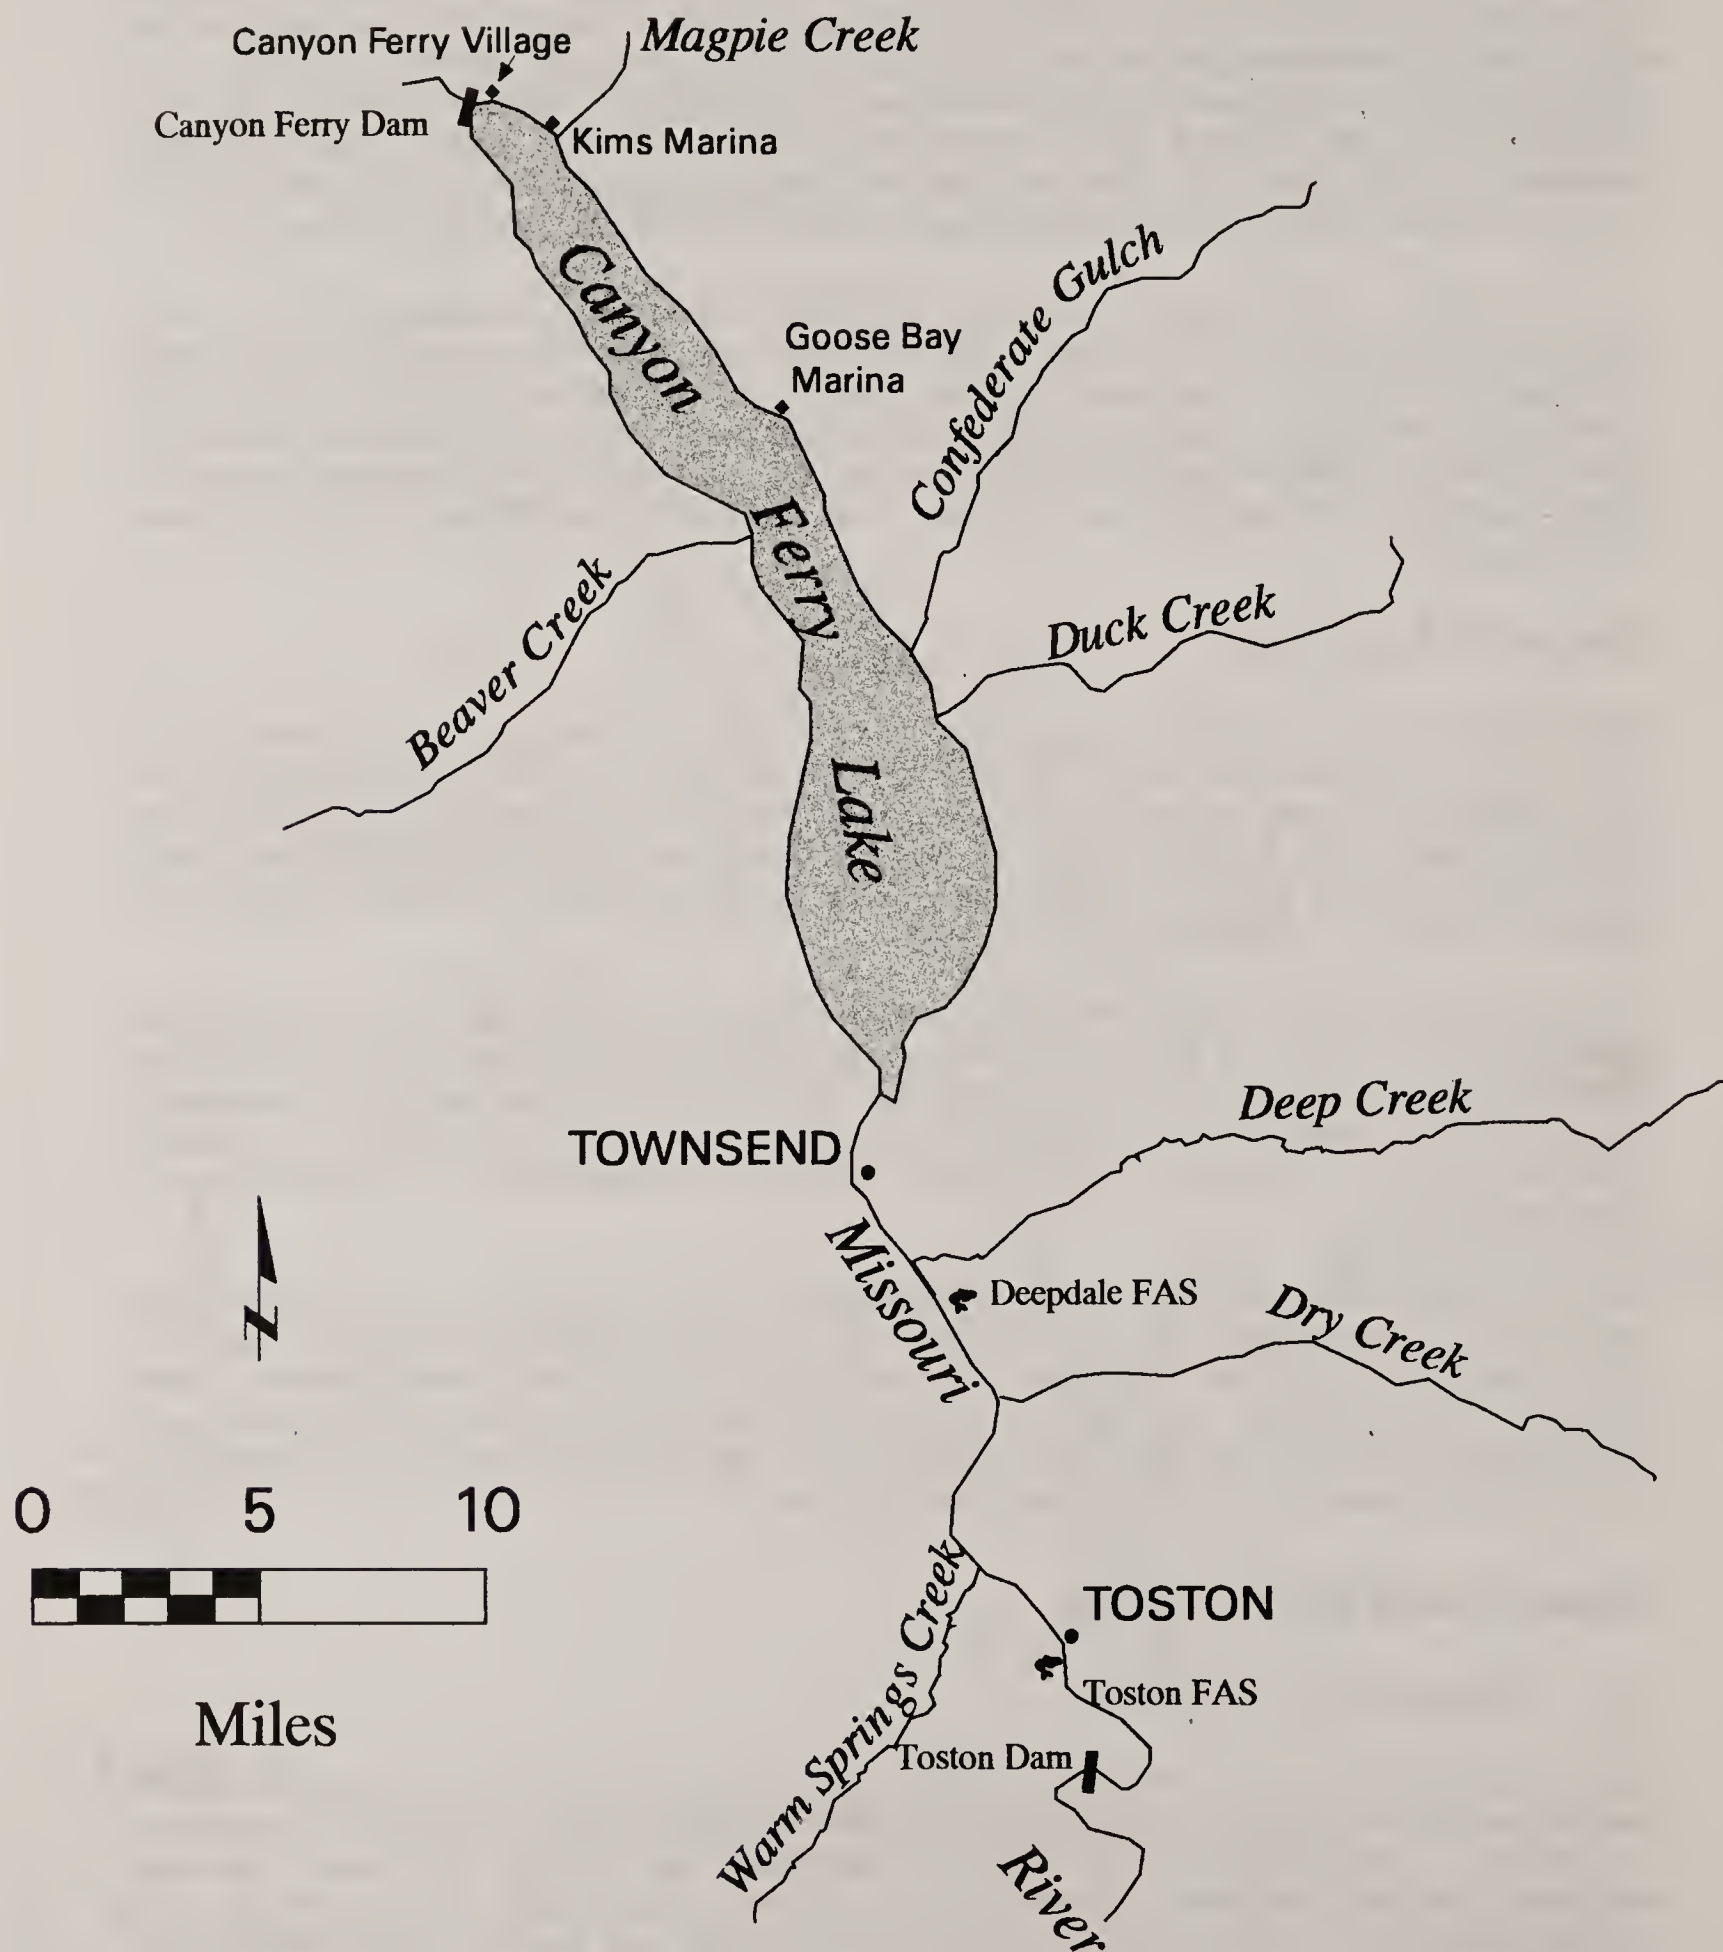 Canyon Ferry Village
Magpie Creek
Canyon Ferry Dam
Kims Marina
Canyon Ferry Lake
Goose Bay
Marina
Confederate Gulch
Duck Creek
Beaver Creek
Deep Creek
TOWNSEND
Missouri River
Deepdale FAS
Dry Creek
N
0 5 10
Miles
Warm Springs Creek
TOSTON
Toston FAS
Toston Dam